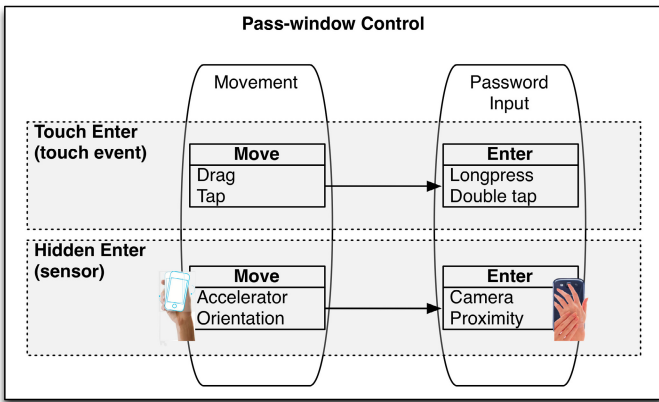 Pass-window Control
Movement
Password
Input
Touch Enter
(touch event)
Move
Drag
Tap
Enter
Longpress
Double tap
Hidden Enter
(sensor)
Move
Accelerator
Orientation
Enter
Camera
Proximity